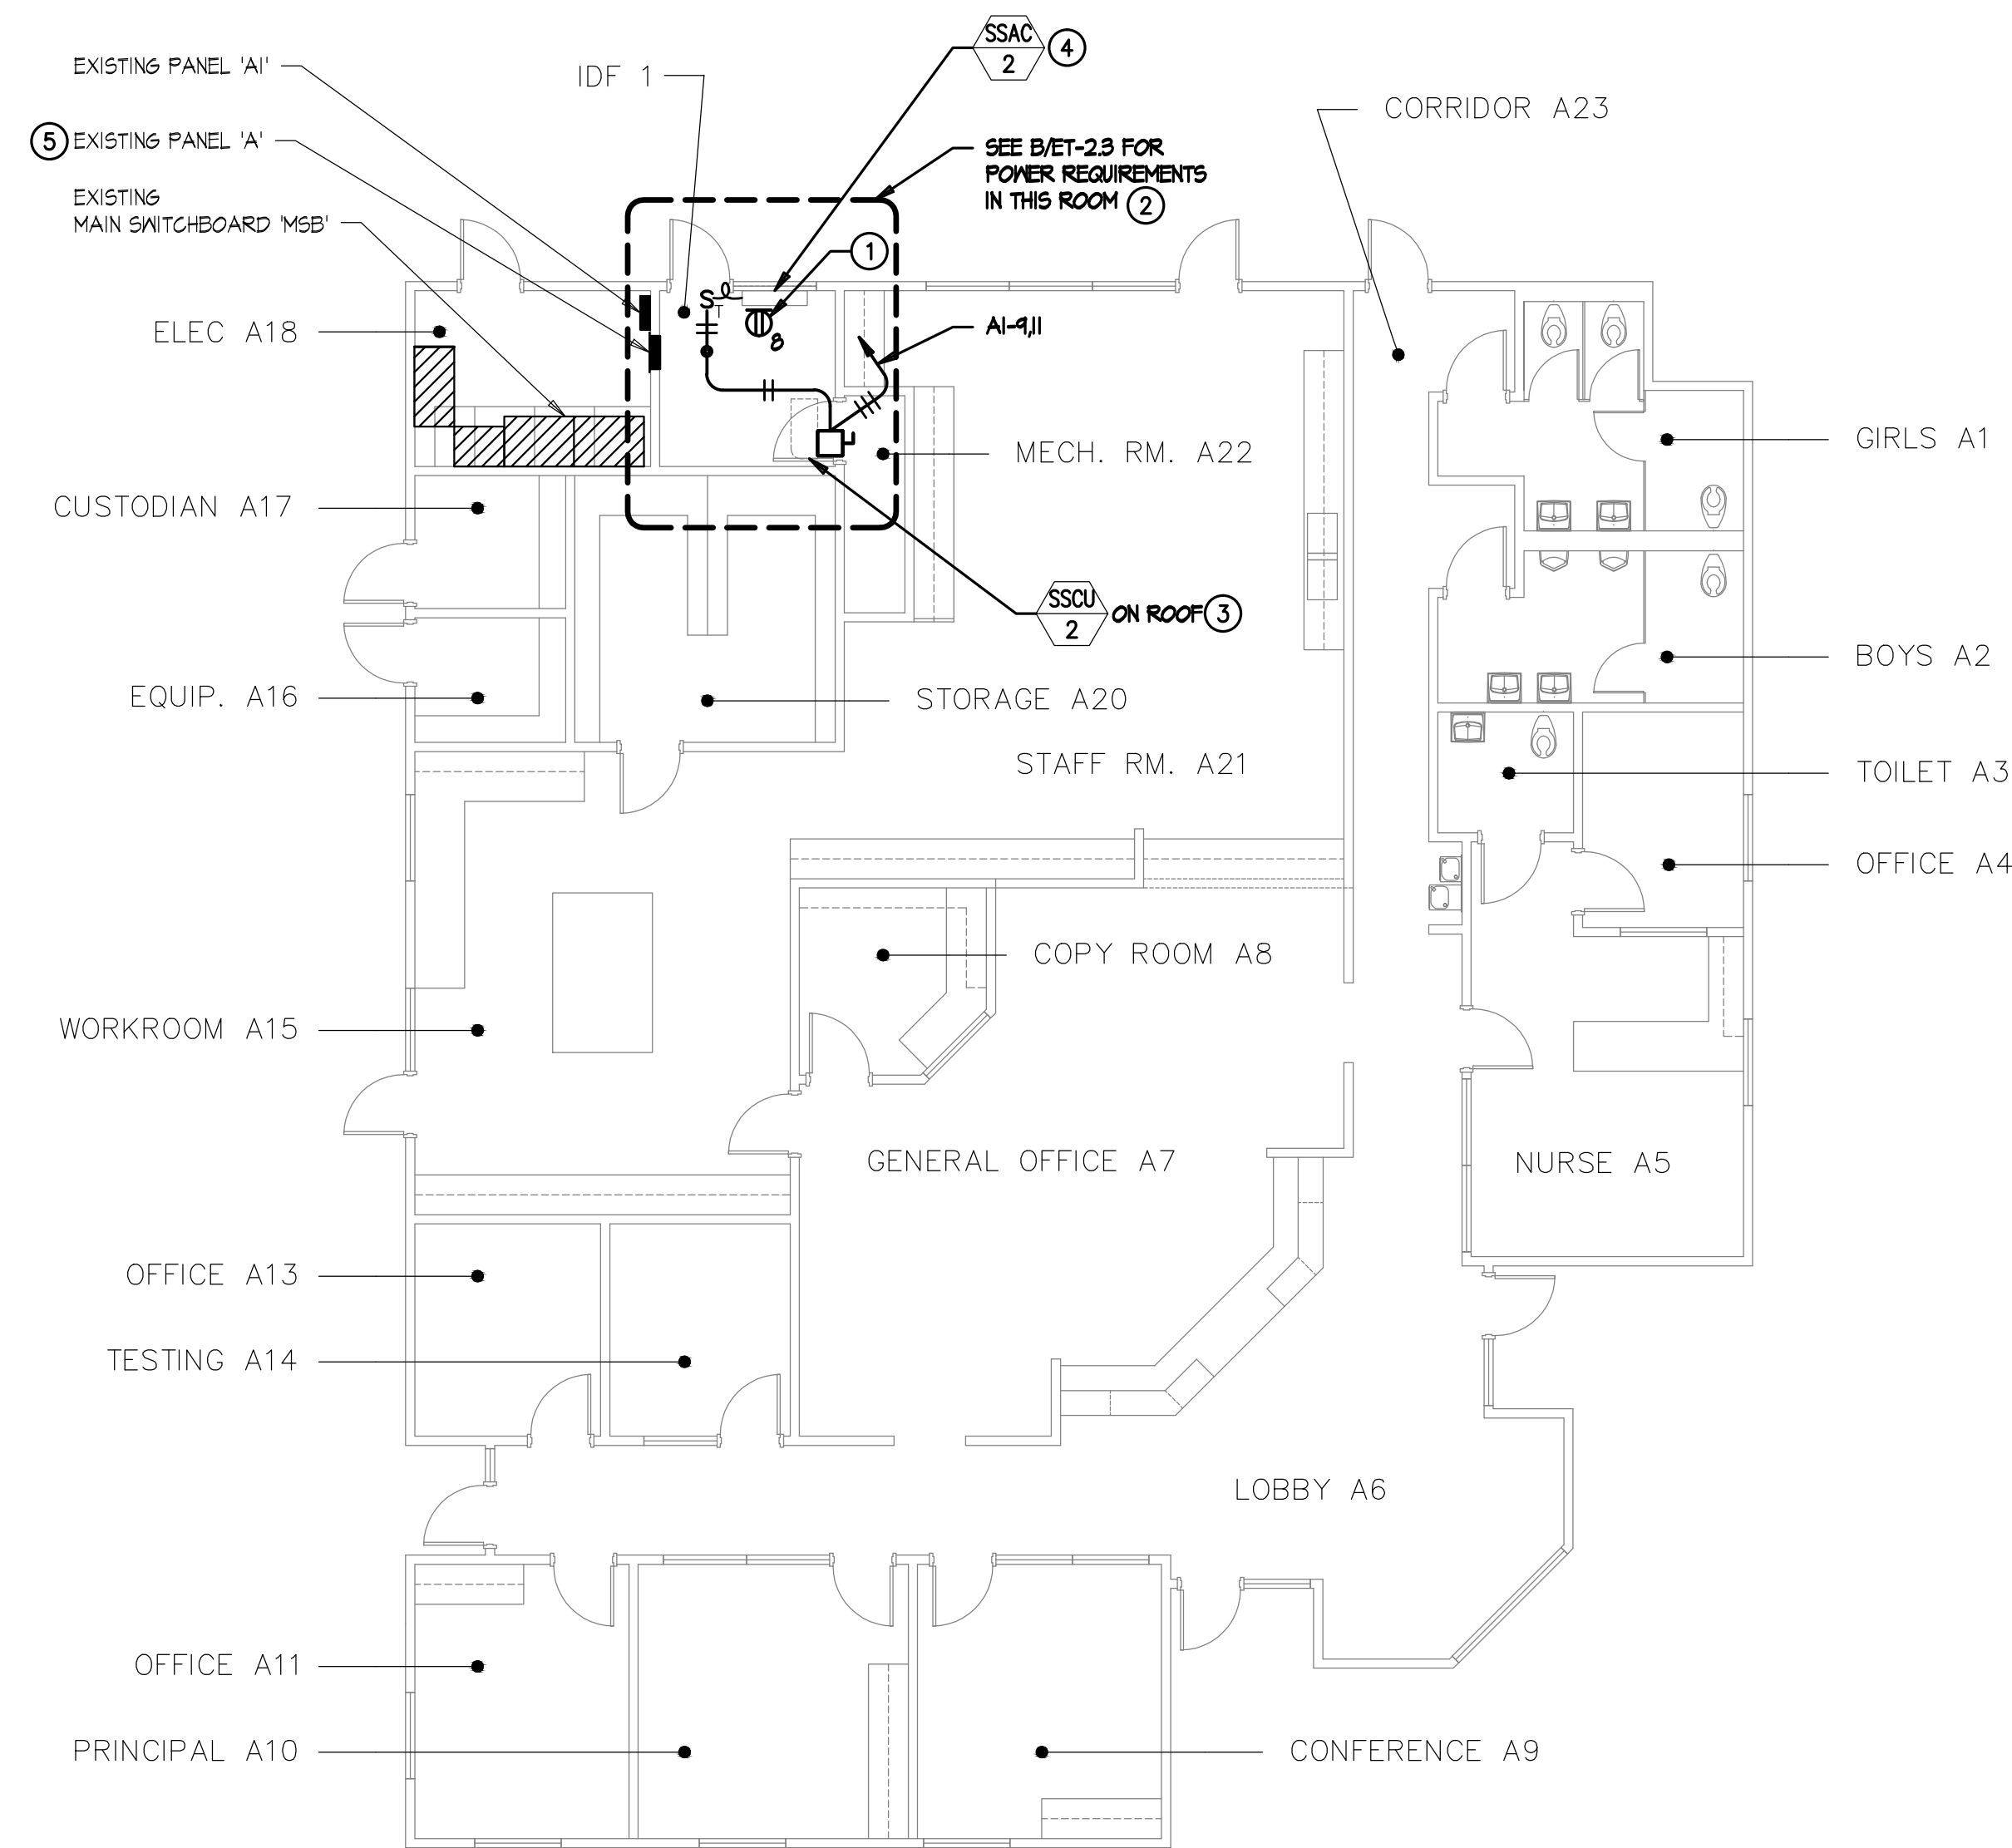 SSAC
2
4
EXISTING PANEL 'A1'
IDF 1
CORRIDOR A23
5 EXISTING PANEL 'A'
SEE B/ET-2.3 FOR
POWER REQUIREMENTS
IN THIS ROOM 2
EXISTING
MAIN SWITCHBOARD 'MSB'
1
S
T
8
A1-9,11
ELEC A18
MECH. RM. A22
GIRLS A1
CUSTODIAN A17
SSCU
2
ON ROOF 3
BOYS A2
EQUIP. A16
STORAGE A20
STAFF RM. A21
TOILET A3
OFFICE A4
COPY ROOM A8
WORKROOM A15
GENERAL OFFICE A7
NURSE A5
OFFICE A13
TESTING A14
LOBBY A6
OFFICE A11
PRINCIPAL A10
CONFERENCE A9